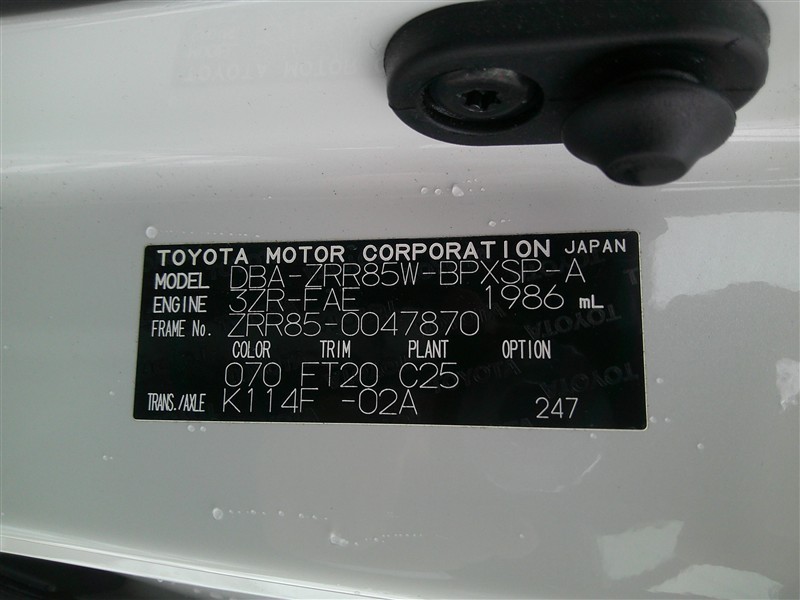 TOYOTA MOTOR CORPORATION JAPAN
MODEL DBA-ZRR85W-BPXSP-A
ENGINE 3ZR-FAE 1986 mL
FRAME No. ZRR85-0047870
COLOR TRIM PLANT OPTION
070 FT20 C25
TRANS./AXLE K114F -02A 247